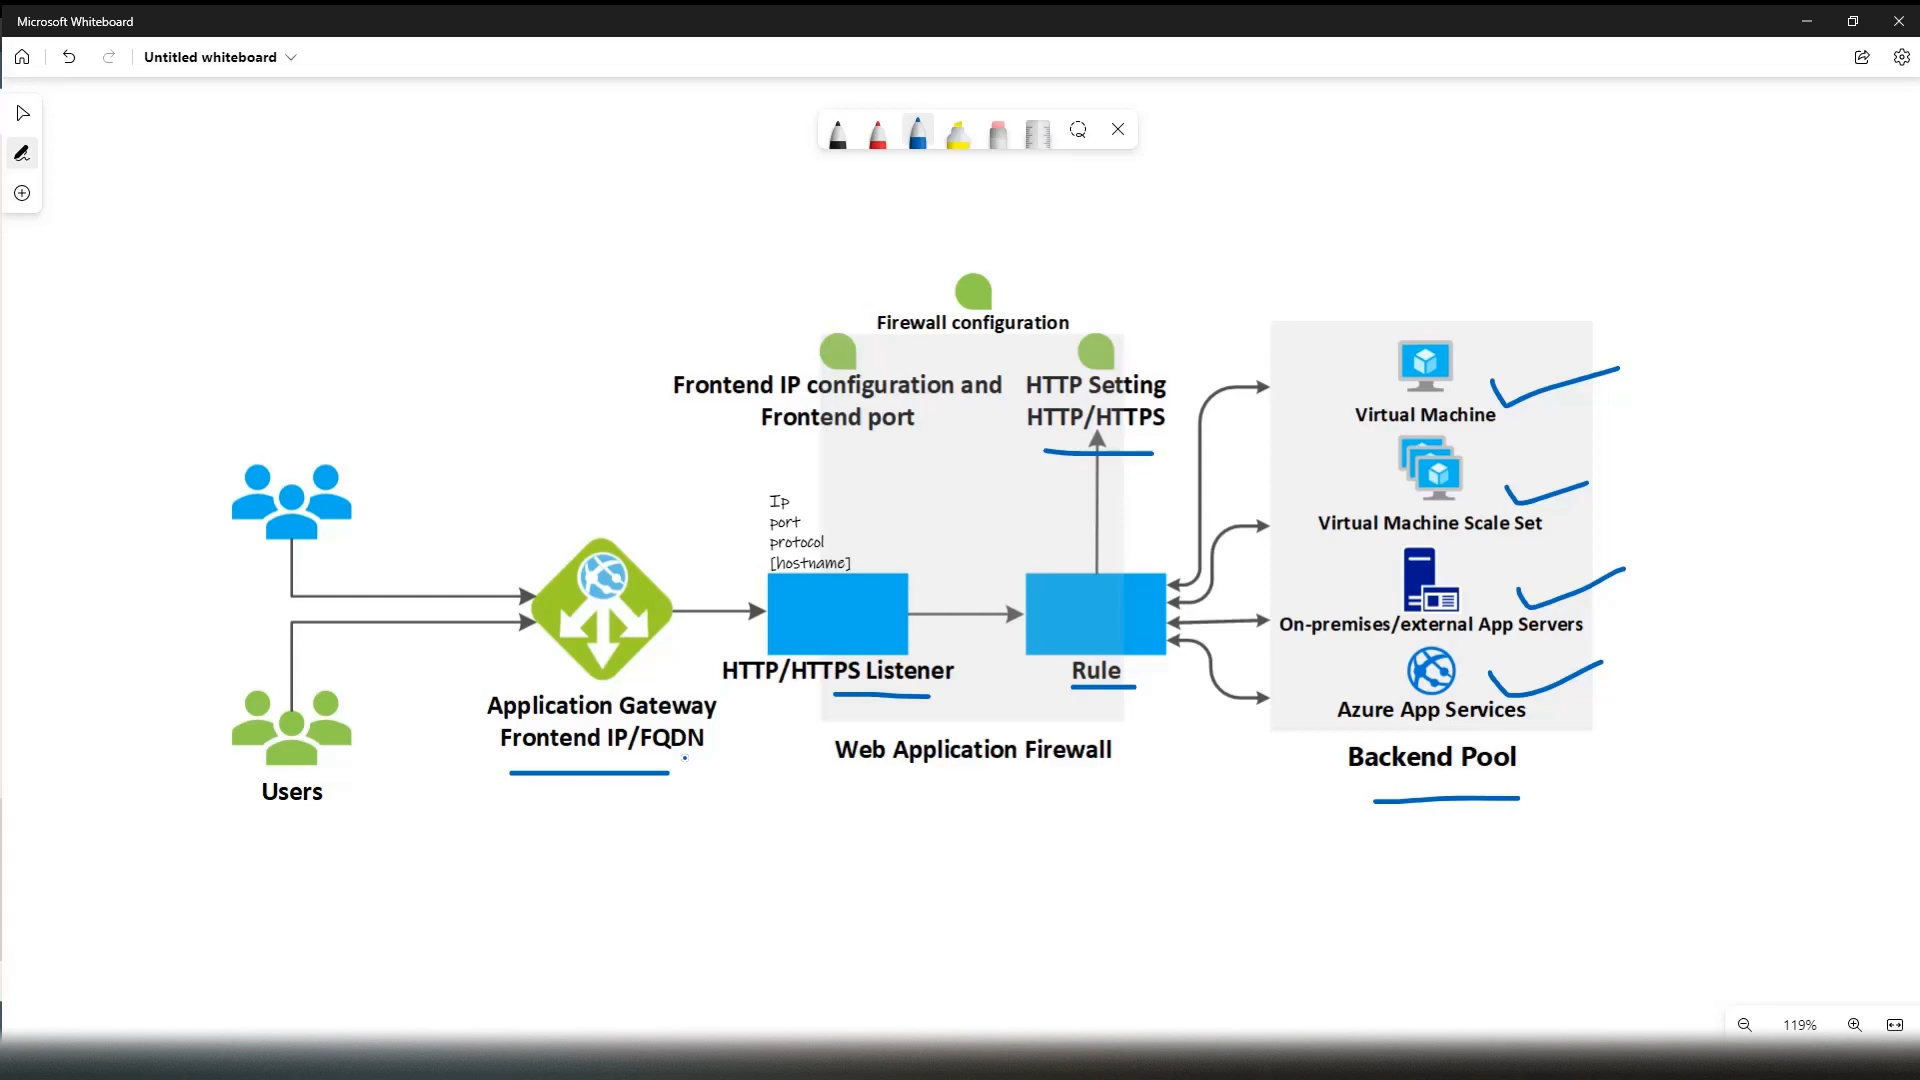 Microsoft Whiteboard
Untitled whiteboard
Firewall configuration
Frontend IP configuration and
Frontend port
HTTP Setting
HTTP/HTTPS
Ip
port
protocol
[hostname]
HTTP/HTTPS Listener
Rule
Web Application Firewall
Application Gateway
Frontend IP/FQDN
Users
Virtual Machine
Virtual Machine Scale Set
On-premises/external App Servers
Azure App Services
Backend Pool
119%